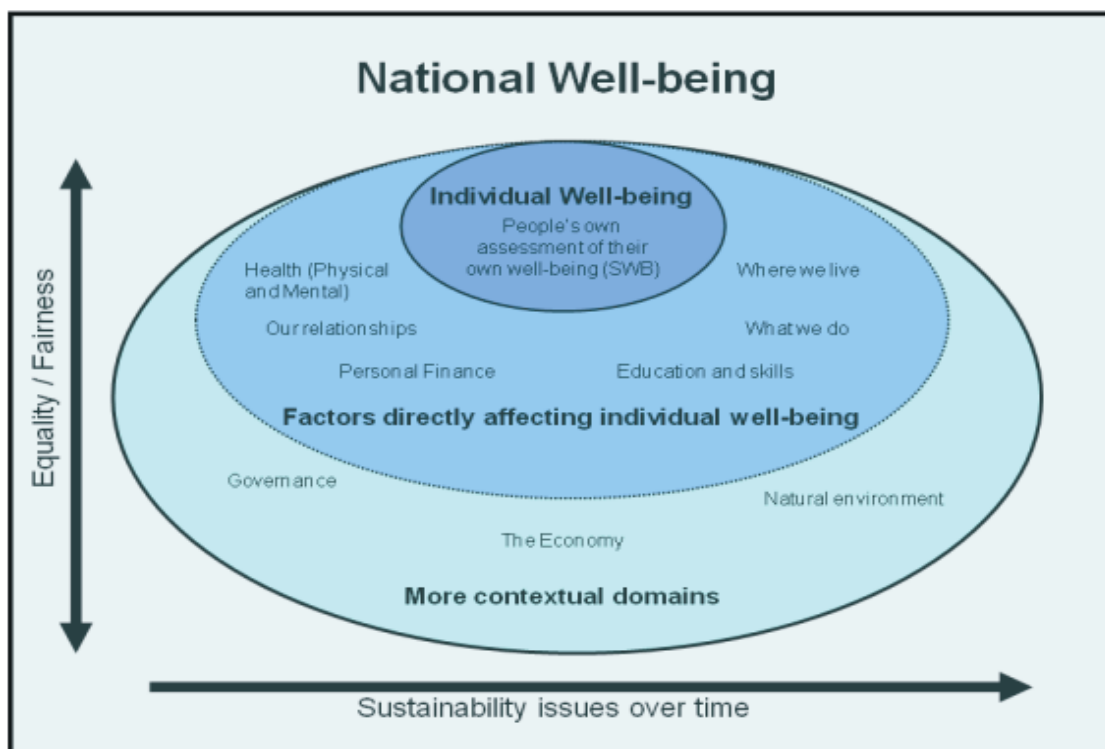 National Well-being
Equality / Fairness
Individual Well-being
People's own
assessment of their
own well-being (SWB)
Health (Physical
and Mental)
Where we live
Our relationships
What we do
Personal Finance
Education and skills
Factors directly affecting individual well-being
Governance
Natural environment
The Economy
More contextual domains
Sustainability issues over time